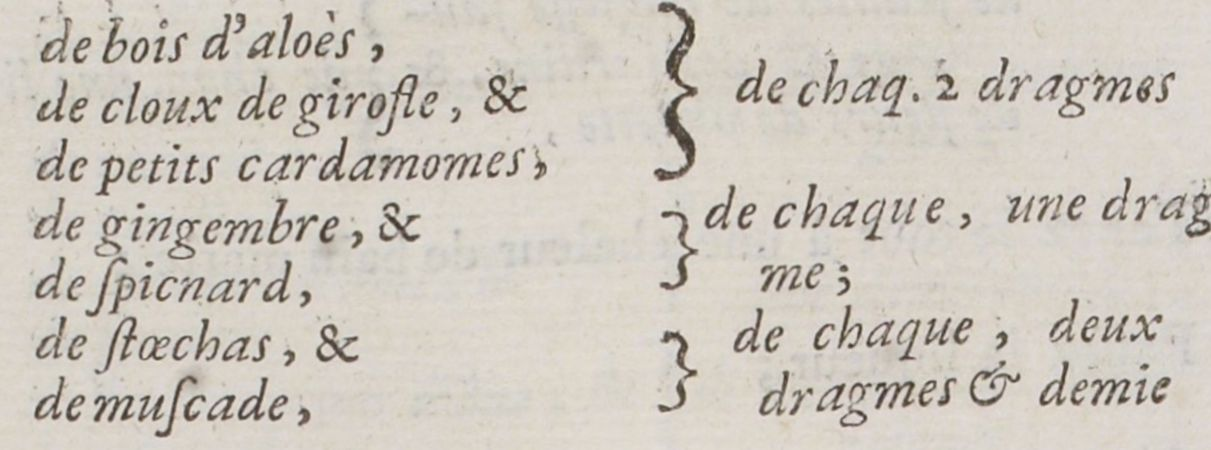 de bois d'aloès,
de cloux de girofle, &
de petits cardamomes,
de chaq. 2 dragmes
de gingembre, &
de ſpicnard,
de chaque, une drag
me;
de ſtœchas, &
de muſcade,
de chaque, deux
dragmes & demie